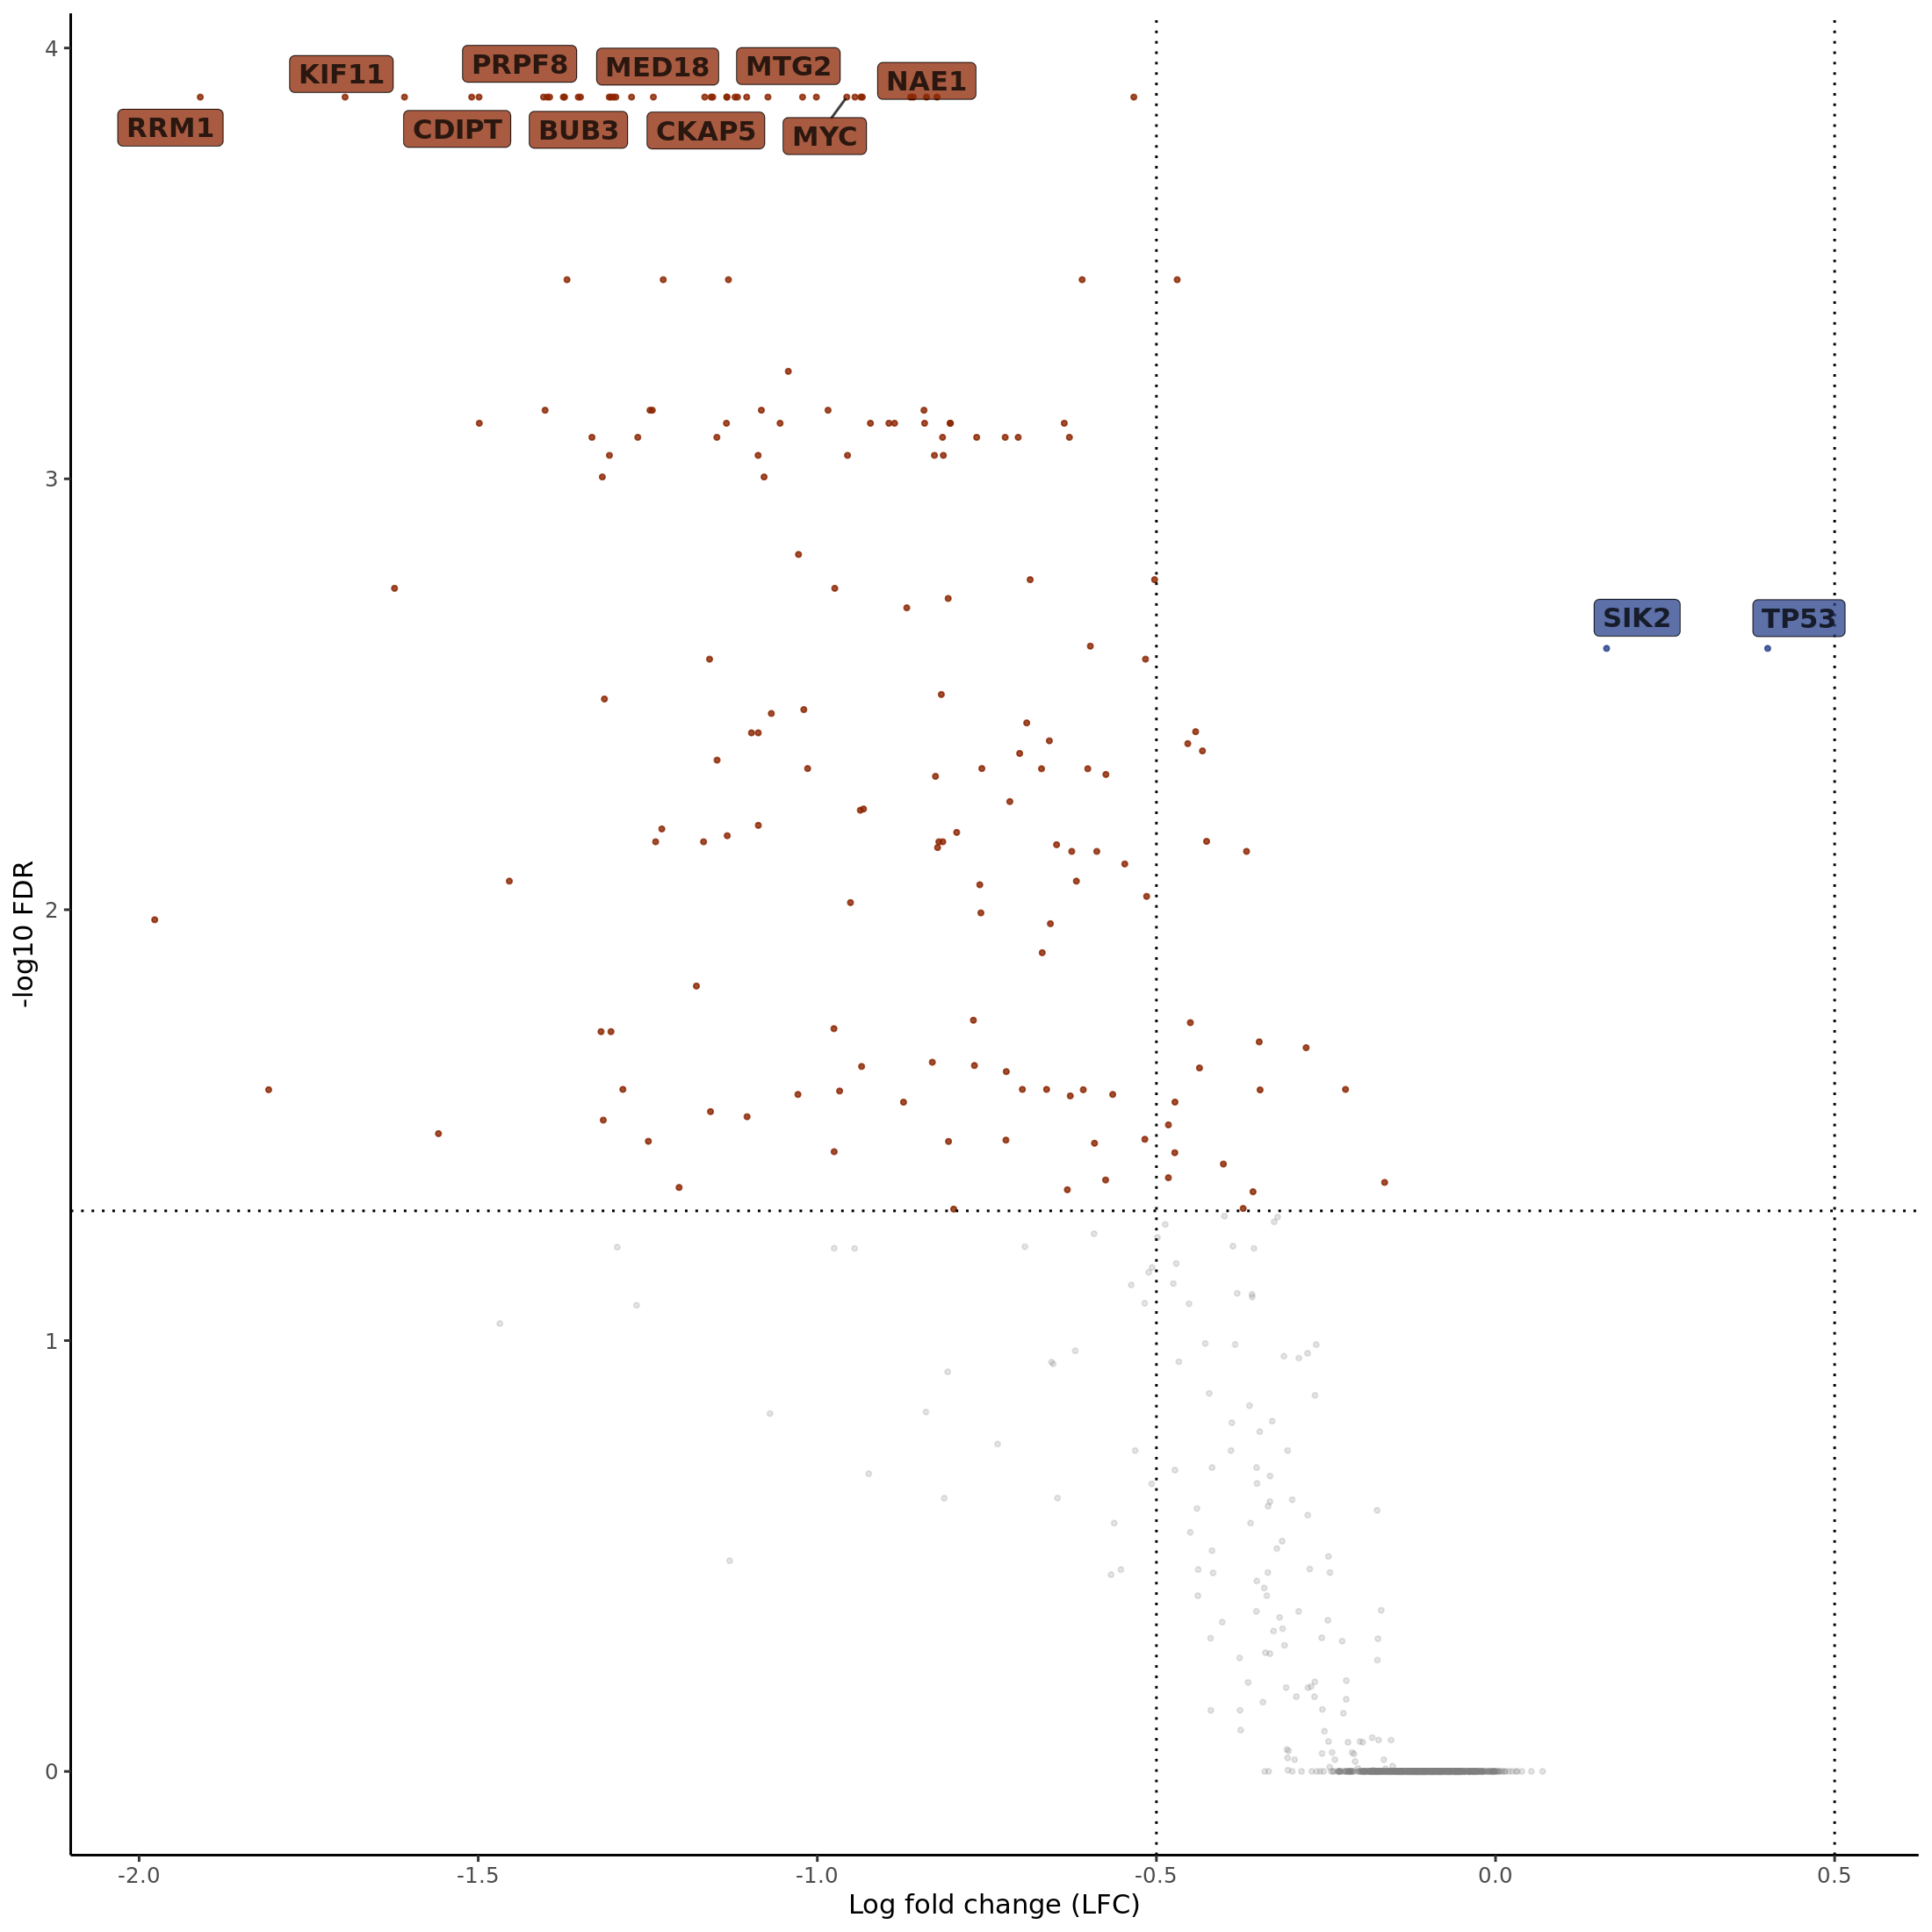 4
KIF11
PRPF8
MED18
MTG2
NAE1
RRM1
CDIPT
BUB3
CKAP5
MYC
3
SIK2
TP53
2
-log10 FDR
1
0
-2.0
-1.5
-1.0
-0.5
0.0
0.5
Log fold change (LFC)